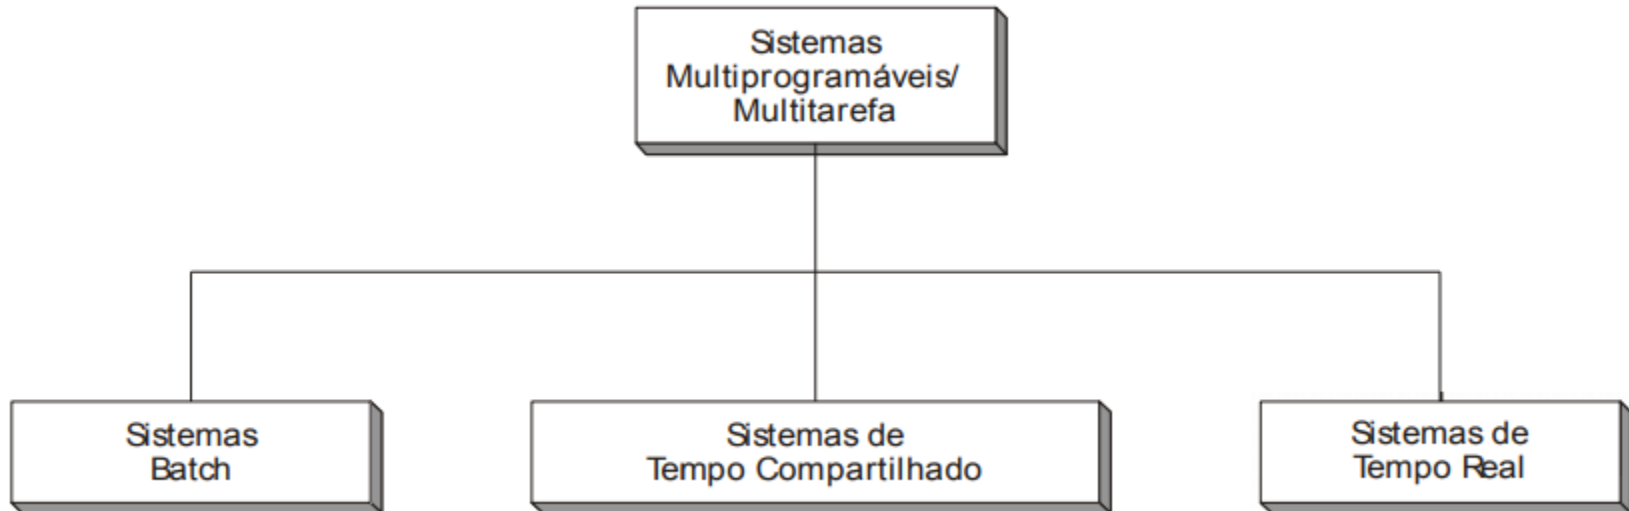 Sistemas
Multiprogramáveis/
Multitarefa
Sistemas
Batch
Sistemas de
Tempo Compartilhado
Sistemas de
Tempo Real